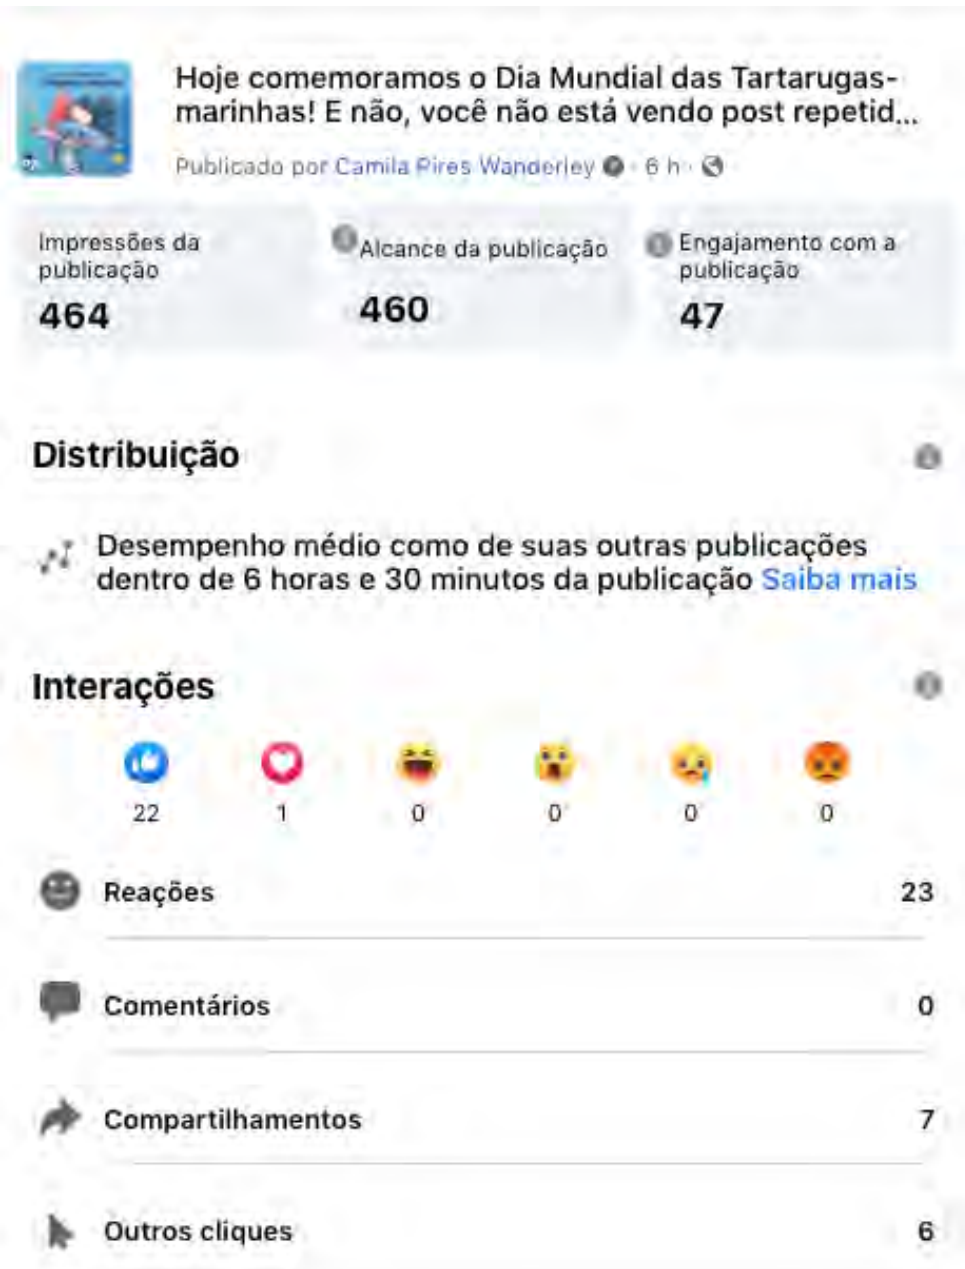 Hoje comemoramos o Dia Mundial das Tartarugas-
marinhas! E não, você não está vendo post repetid...
Publicado por Camila Pires Wanderley · 6 h ·
Impressões da
publicação
464
Alcance da publicação
460
Engajamento com a
publicação
47
Distribuição
Desempenho médio como de suas outras publicações
dentro de 6 horas e 30 minutos da publicação Saiba mais
Interações
22 1 0 0 0 0
Reações 23
Comentários 0
Compartilhamentos 7
Outros cliques 6